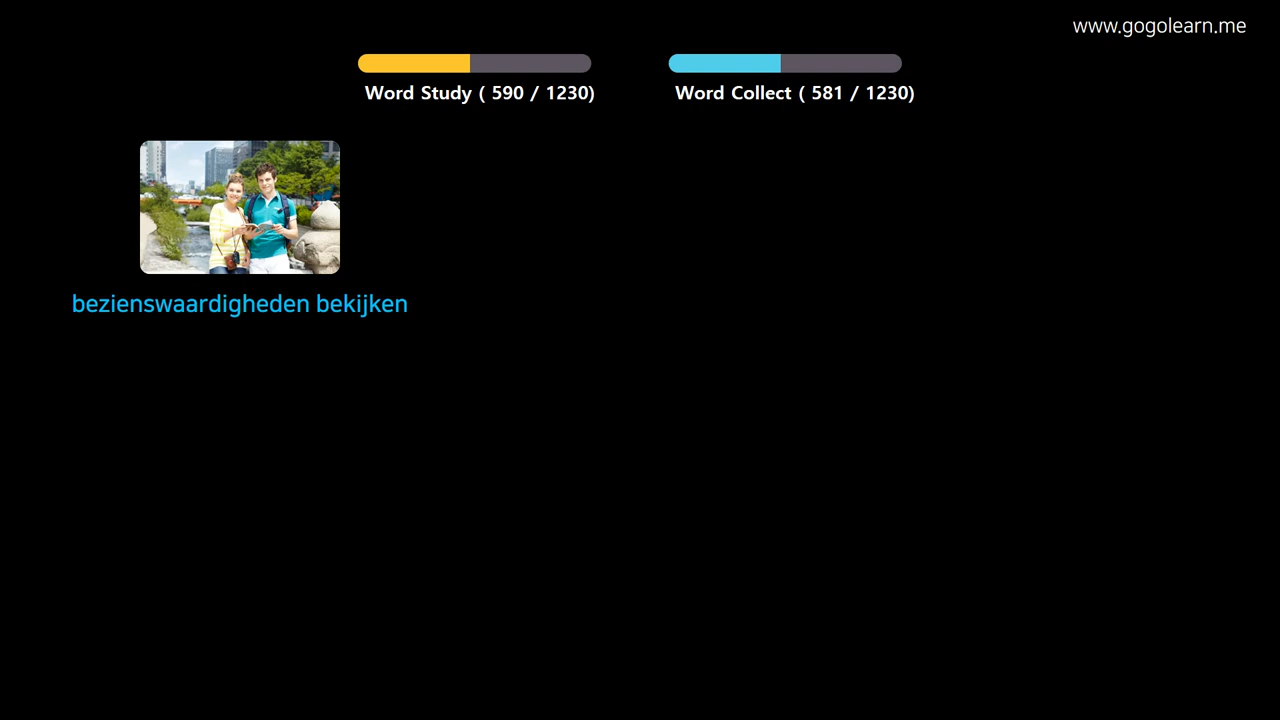 www.gogolearn.me
Word Study ( 590 / 1230)
Word Collect ( 581 / 1230)
bezienswaardigheden bekijken